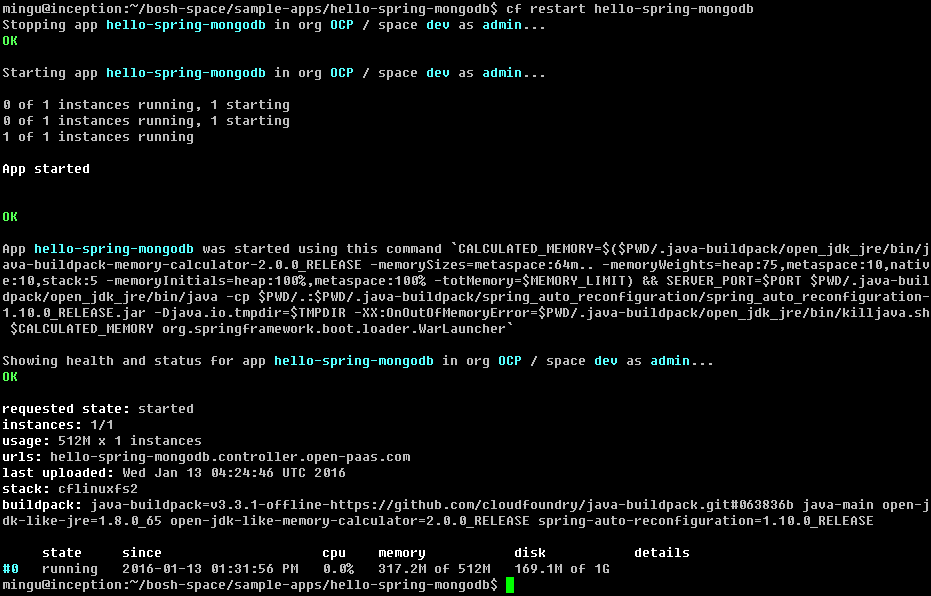 mingu@inception:~/bosh-space/sample-apps/hello-spring-mongodb$ cf restart hello-spring-mongodb
Stopping app hello-spring-mongodb in org OCP / space dev as admin...
OK
Starting app hello-spring-mongodb in org OCP / space dev as admin...
0 of 1 instances running, 1 starting
0 of 1 instances running, 1 starting
1 of 1 instances running
App started
OK
App hello-spring-mongodb was started using this command `CALCULATED_MEMORY=$($PWD/.java-buildpack/open_jdk_jre/bin/j
ava-buildpack-memory-calculator-2.0.0_RELEASE -memorySizes=metaspace:64m.. -memoryWeights=heap:75,metaspace:10,nativ
e:10,stack:5 -memoryInitials=heap:100%,metaspace:100% -totMemory=$MEMORY_LIMIT) && SERVER_PORT=$PORT $PWD/.java-buil
dpack/open_jdk_jre/bin/java -cp $PWD/.:$PWD/.java-buildpack/spring_auto_reconfiguration/spring_auto_reconfiguration-
1.10.0_RELEASE.jar -Djava.io.tmpdir=$TMPDIR -XX:OnOutOfMemoryError=$PWD/.java-buildpack/open_jdk_jre/bin/killjava.sh
$CALCULATED_MEMORY org.springframework.boot.loader.WarLauncher`
Showing health and status for app hello-spring-mongodb in org OCP / space dev as admin...
OK
requested state: started
instances: 1/1
usage: 512M x 1 instances
urls: hello-spring-mongodb.controller.open-paas.com
last uploaded: Wed Jan 13 04:24:46 UTC 2016
stack: cflinuxfs2
buildpack: java-buildpack=v3.3.1-offline-https://github.com/cloudfoundry/java-buildpack.git#063836b java-main open-j
dk-like-jre=1.8.0_65 open-jdk-like-memory-calculator=2.0.0_RELEASE spring-auto-reconfiguration=1.10.0_RELEASE
state since cpu memory disk details
#0 running 2016-01-13 01:31:56 PM 0.0% 317.2M of 512M 169.1M of 1G
mingu@inception:~/bosh-space/sample-apps/hello-spring-mongodb$